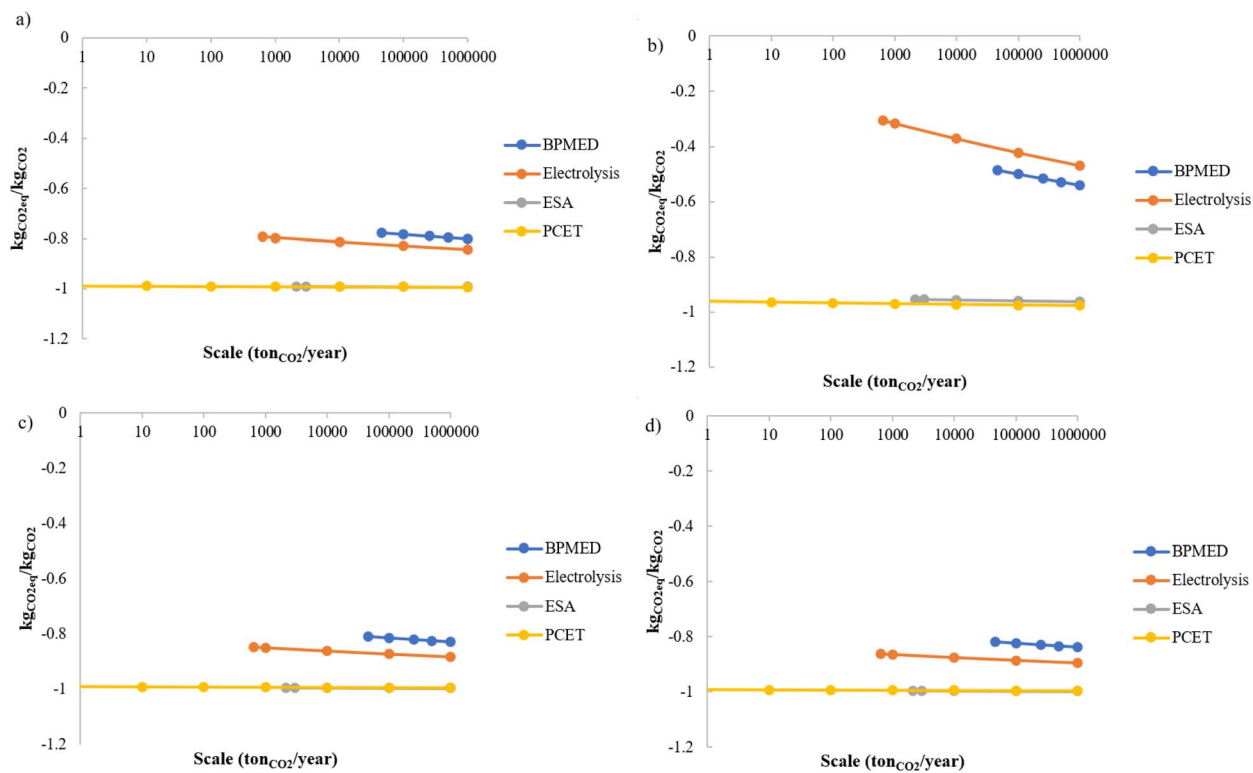 a)
0
1 10 100 1000 10000 100000 1000000
-0.2
-0.4
-0.6
-0.8
-1
-1.2
kgCO2eq/kgCO2
Scale (tonCO2/year)
BPMED
Electrolysis
ESA
PCET
b)
0
1 10 100 1000 10000 100000 1000000
-0.2
-0.4
-0.6
-0.8
-1
-1.2
kgCO2eq/kgCO2
Scale (tonCO2/year)
BPMED
Electrolysis
ESA
PCET
c)
0
1 10 100 1000 10000 100000 1000000
-0.2
-0.4
-0.6
-0.8
-1
-1.2
kgCO2eq/kgCO2
Scale (tonCO2/year)
BPMED
Electrolysis
ESA
PCET
d)
0
1 10 100 1000 10000 100000 1000000
-0.2
-0.4
-0.6
-0.8
-1
-1.2
kgCO2eq/kgCO2
Scale (tonCO2/year)
BPMED
Electrolysis
ESA
PCET